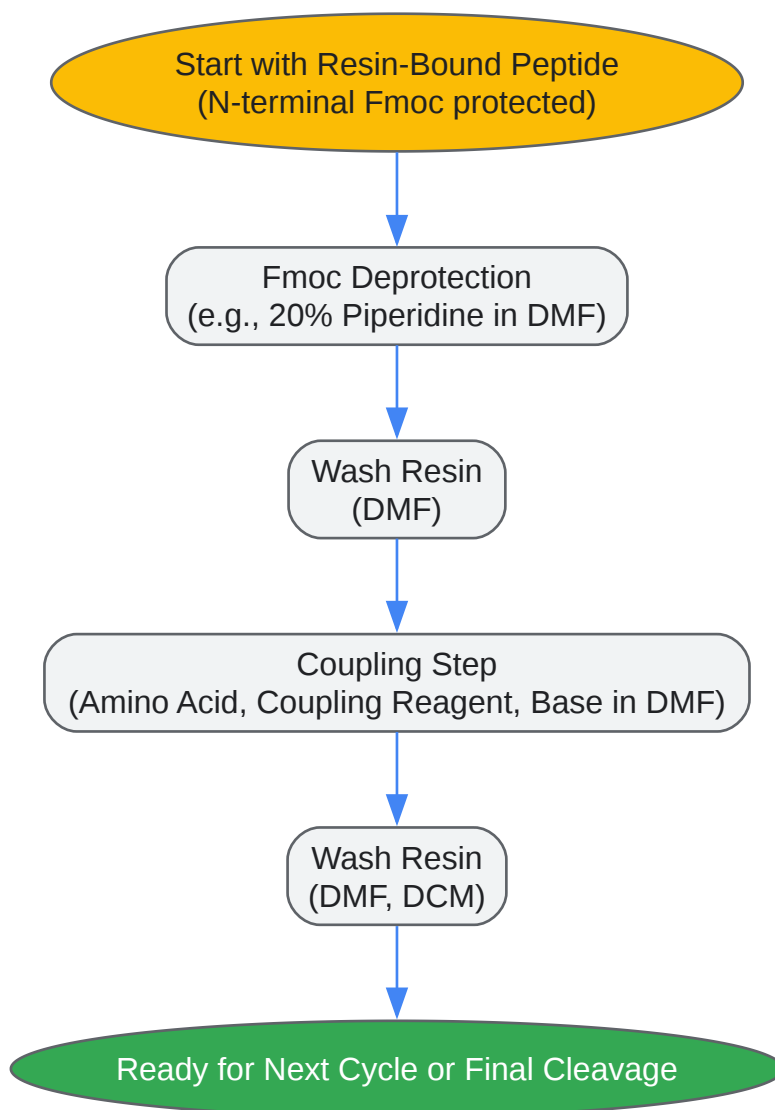 Start with Resin-Bound Peptide
(N-terminal Fmoc protected)
Fmoc Deprotection
(e.g., 20% Piperidine in DMF)
Wash Resin
(DMF)
Coupling Step
(Amino Acid, Coupling Reagent, Base in DMF)
Wash Resin
(DMF, DCM)
Ready for Next Cycle or Final Cleavage